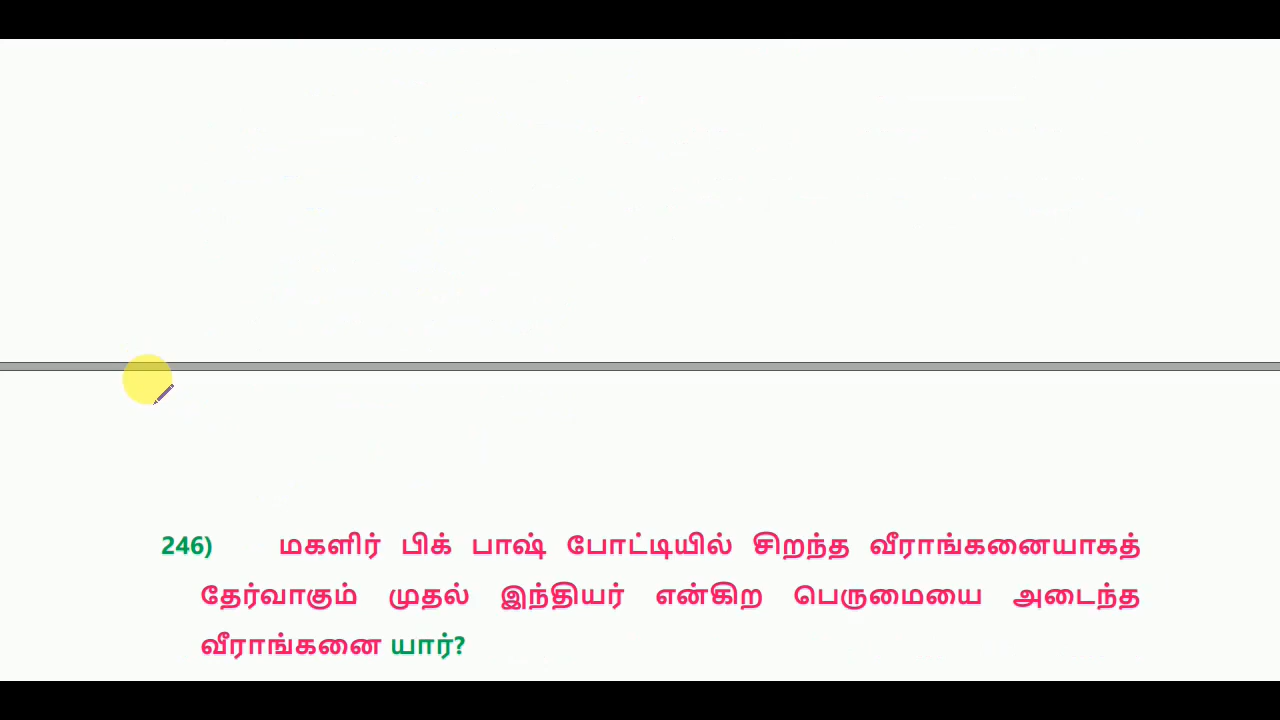 246) மகளிர் பிக் பாஷ் போட்டியில் சிறந்த வீராங்கனையாகத்
தேர்வாகும் முதல் இந்தியர் என்கிற பெருமையை அடைந்த
வீராங்கனை யார்?